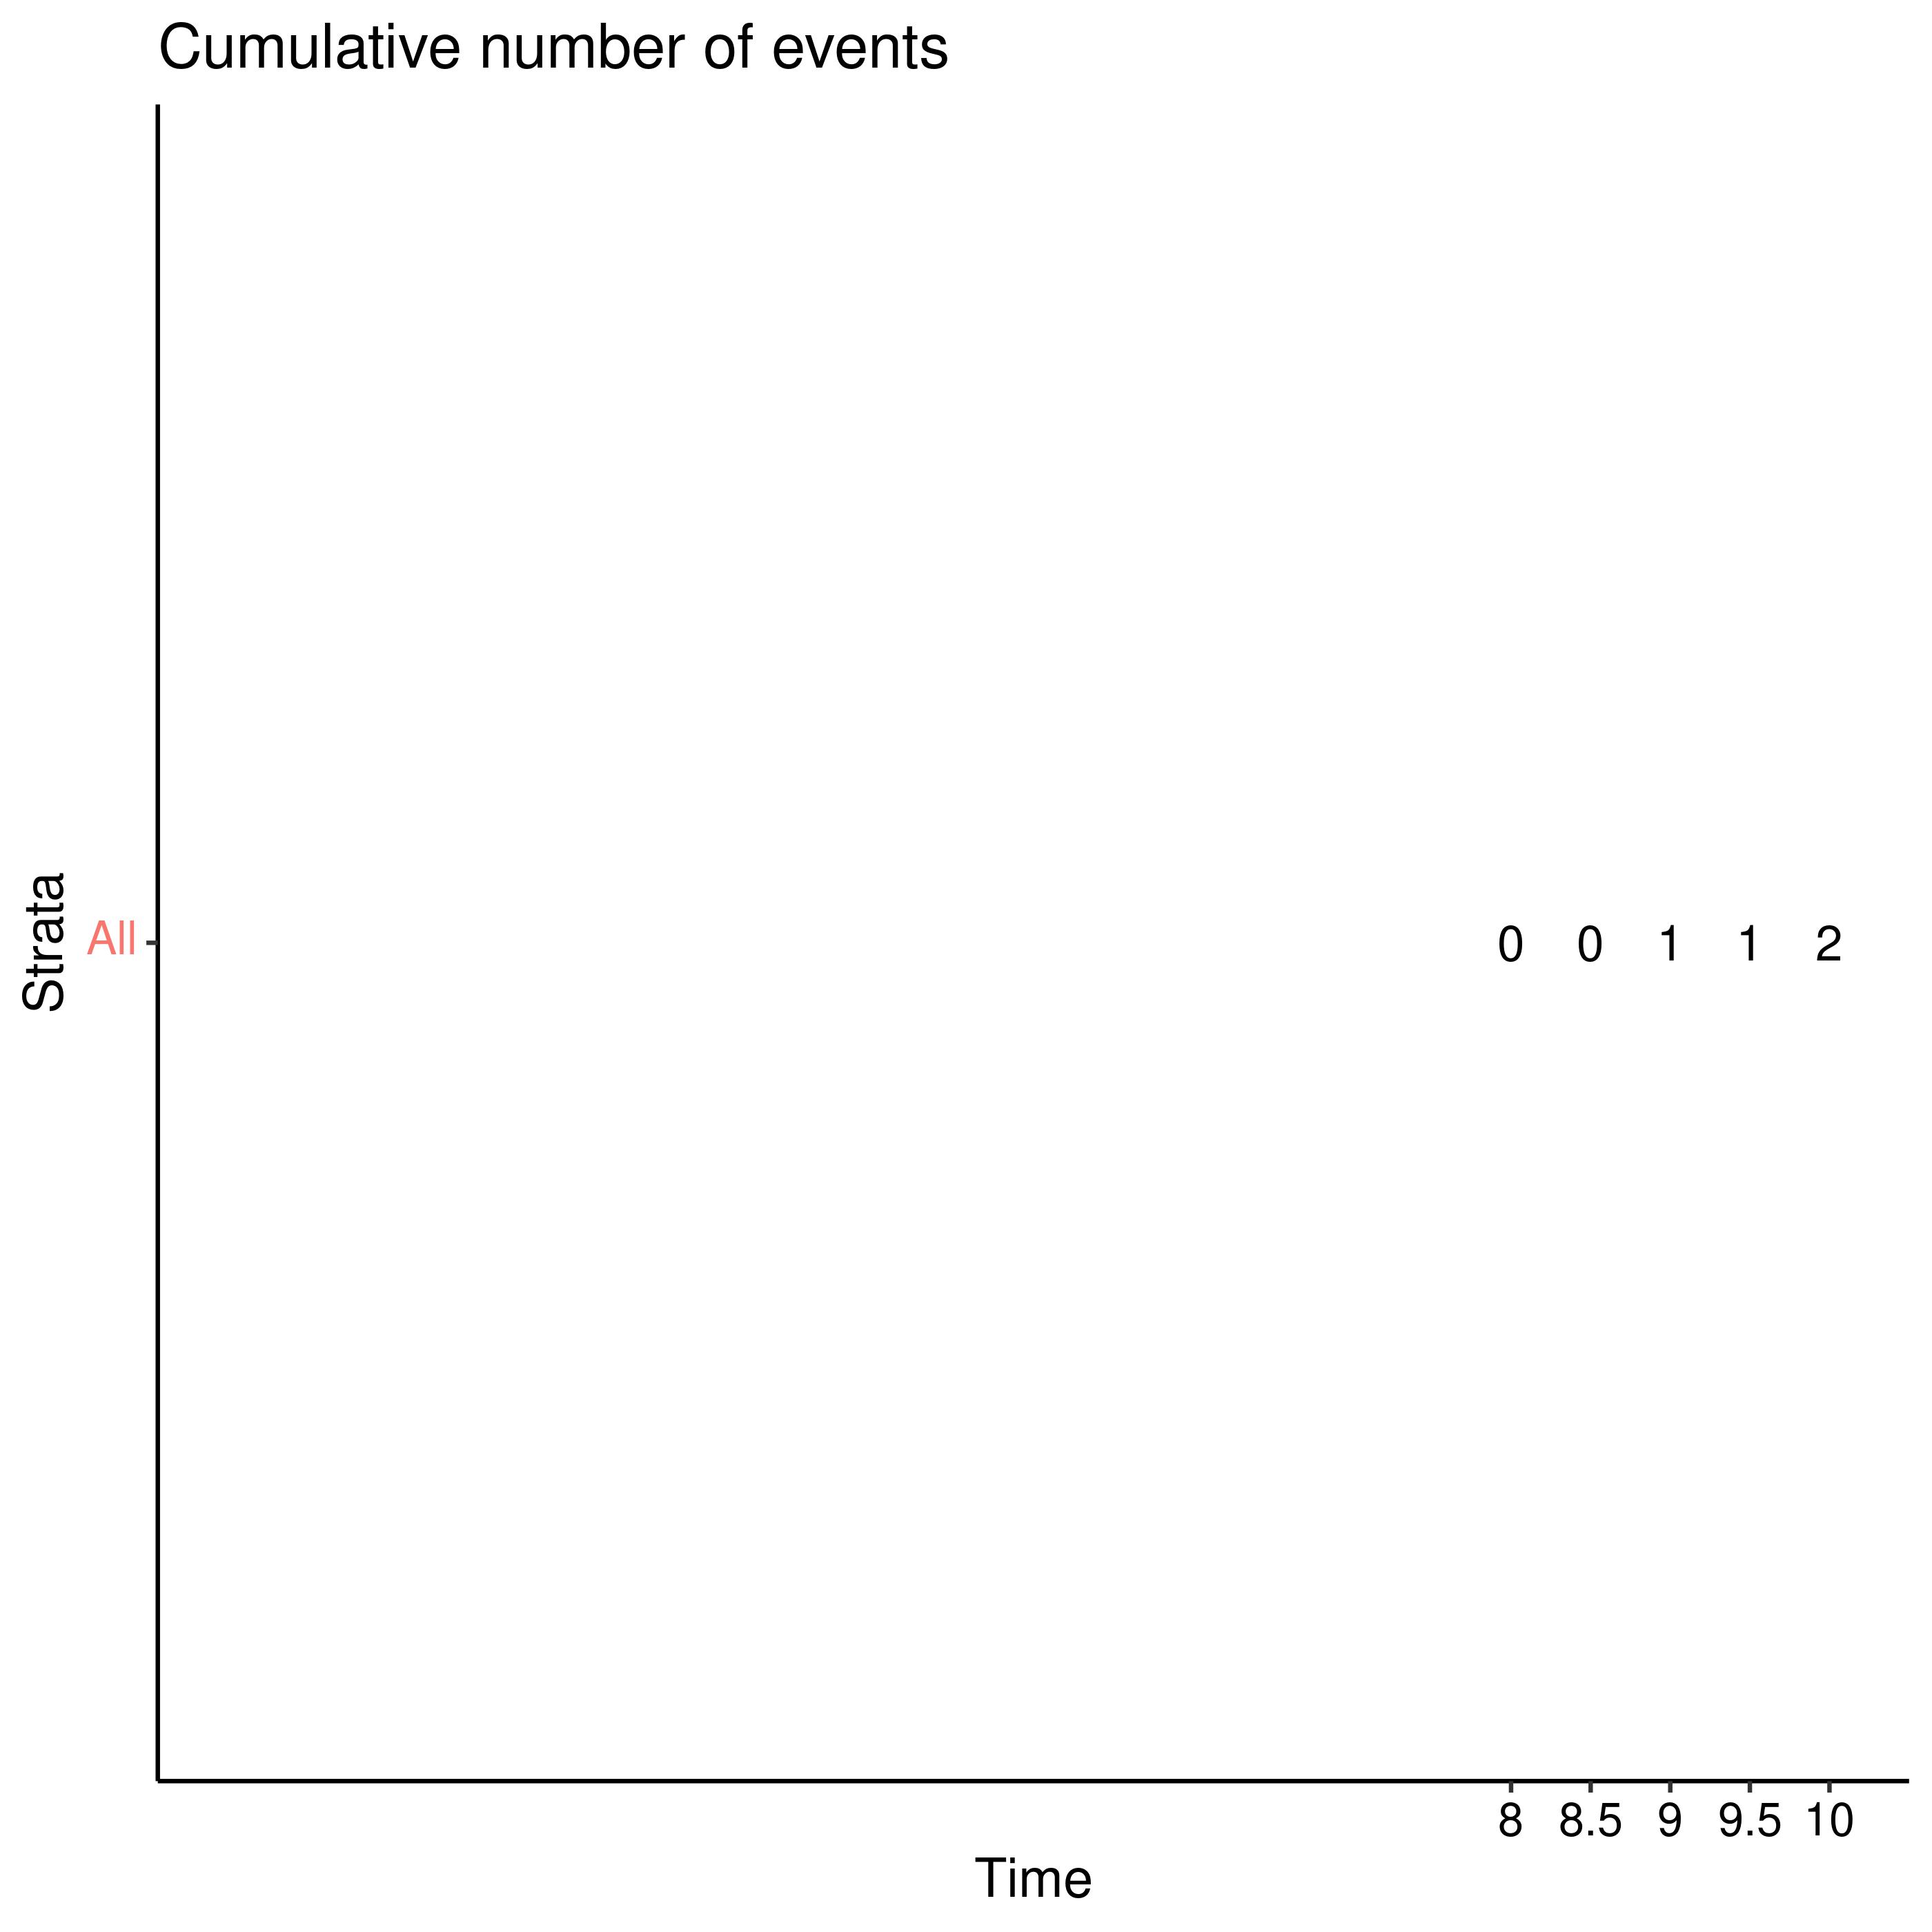 Cumulative number of events
Strata
All
0 0 1 1 2
8 8.5 9 9.5 10
Time